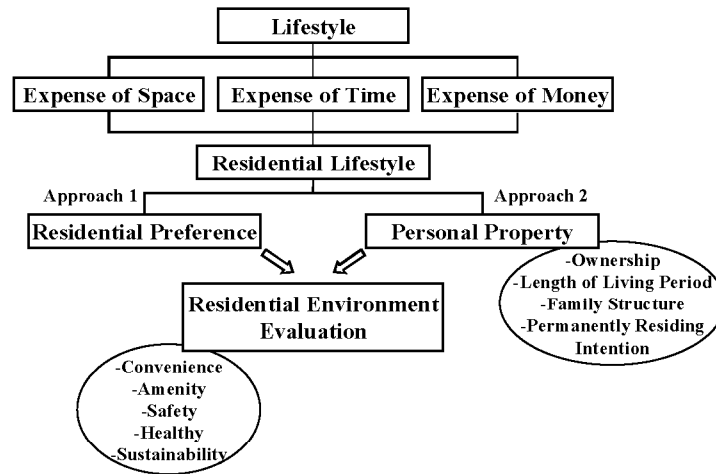 Lifestyle
Expense of Space
Expense of Time
Expense of Money
Residential Lifestyle
Approach 1
Approach 2
Residential Preference
Personal Property
-Ownership
-Length of Living Period
-Family Structure
-Permanently Residing
Intention
Residential Environment
Evaluation
-Convenience
-Amenity
-Safety
-Healthy
-Sustainability